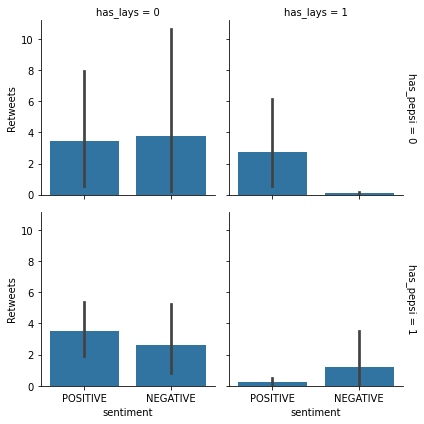 has_lays = 0
has_lays = 1
10
8
6
4
2
0
Retweets
has_pepsi = 0
10
8
6
4
2
0
Retweets
has_pepsi = 1
POSITIVE NEGATIVE
sentiment
POSITIVE NEGATIVE
sentiment